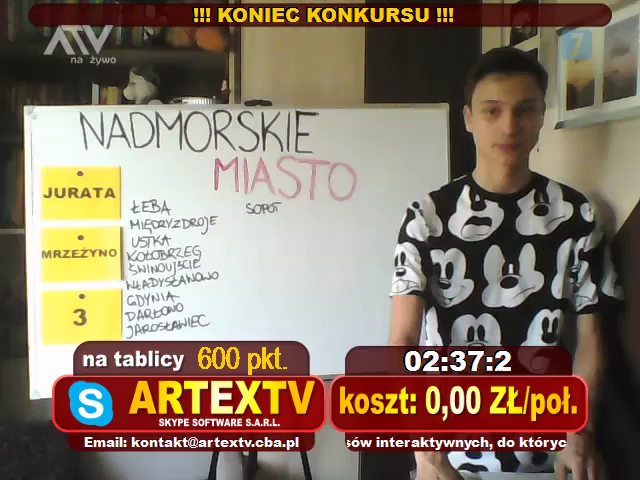 !!! KONIEC KONKURSU !!!
ATV
na żywo
7
NADMORSKIE
MIASTO
JURATA
MRZEŻYNO
3
ŁEBA
MIĘDZYZDROJE
USTKA
KOŁOBRZEG
ŚWINOUJŚCIE
WŁADYSŁAWOWO
GDYNIA
DARŁOWO
JAROSŁAWIEC
SOPOT
na tablicy 600 pkt.
02:37:2
ARTEXTV
SKYPE SOFTWARE S.A.R.L.
koszt: 0,00 ZŁ/poł.
Email: kontakt@artextv.cba.pl
sów interaktywnych, do któryc